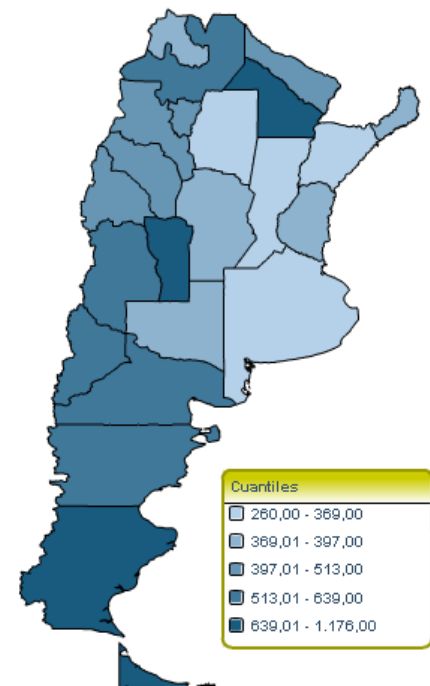 Cuantiles
260,00 - 369,00
369,01 - 397,00
397,01 - 513,00
513,01 - 639,00
639,01 - 1.176,00